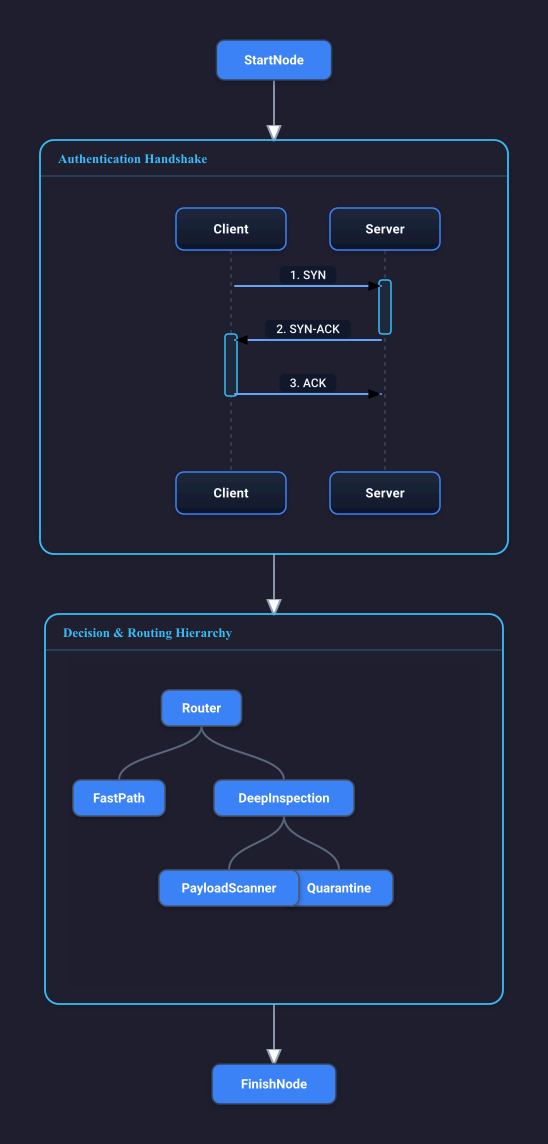 StartNode
Authentication Handshake
Client
Server
1. SYN
2. SYN-ACK
3. ACK
Client
Server
Decision & Routing Hierarchy
Router
FastPath
DeepInspection
PayloadScanner
Quarantine
FinishNode